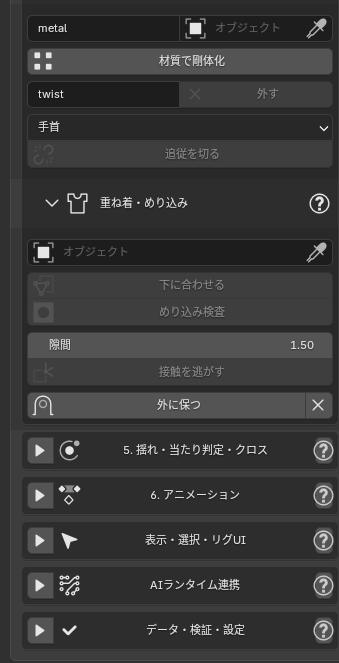 metal オブジェクト
材質で剛体化
twist 外す
手首
追従を切る
重ね着・めり込み
オブジェクト
下に合わせる
めり込み検査
隙間 1.50
接触を逃がす
外に保つ
5. 揺れ・当たり判定・クロス
6. アニメーション
表示・選択・リグUI
AIランタイム連携
データ・検証・設定